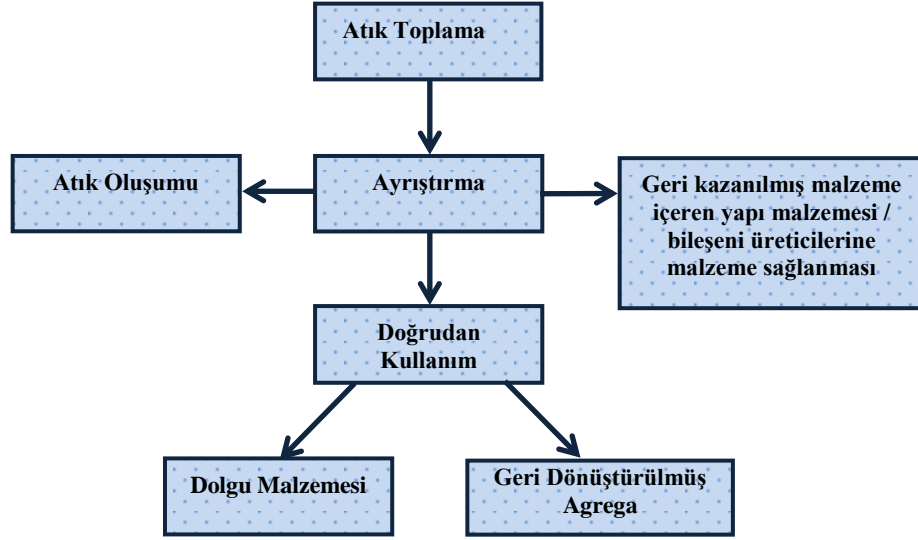 Atık Toplama
Atık Oluşumu
Ayrıştırma
Geri kazanılmış malzeme
içeren yapı malzemesi /
bileşeni üreticilerine
malzeme sağlanması
Doğrudan
Kullanım
Dolgu Malzemesi
Geri Dönüştürülmüş
Agrega